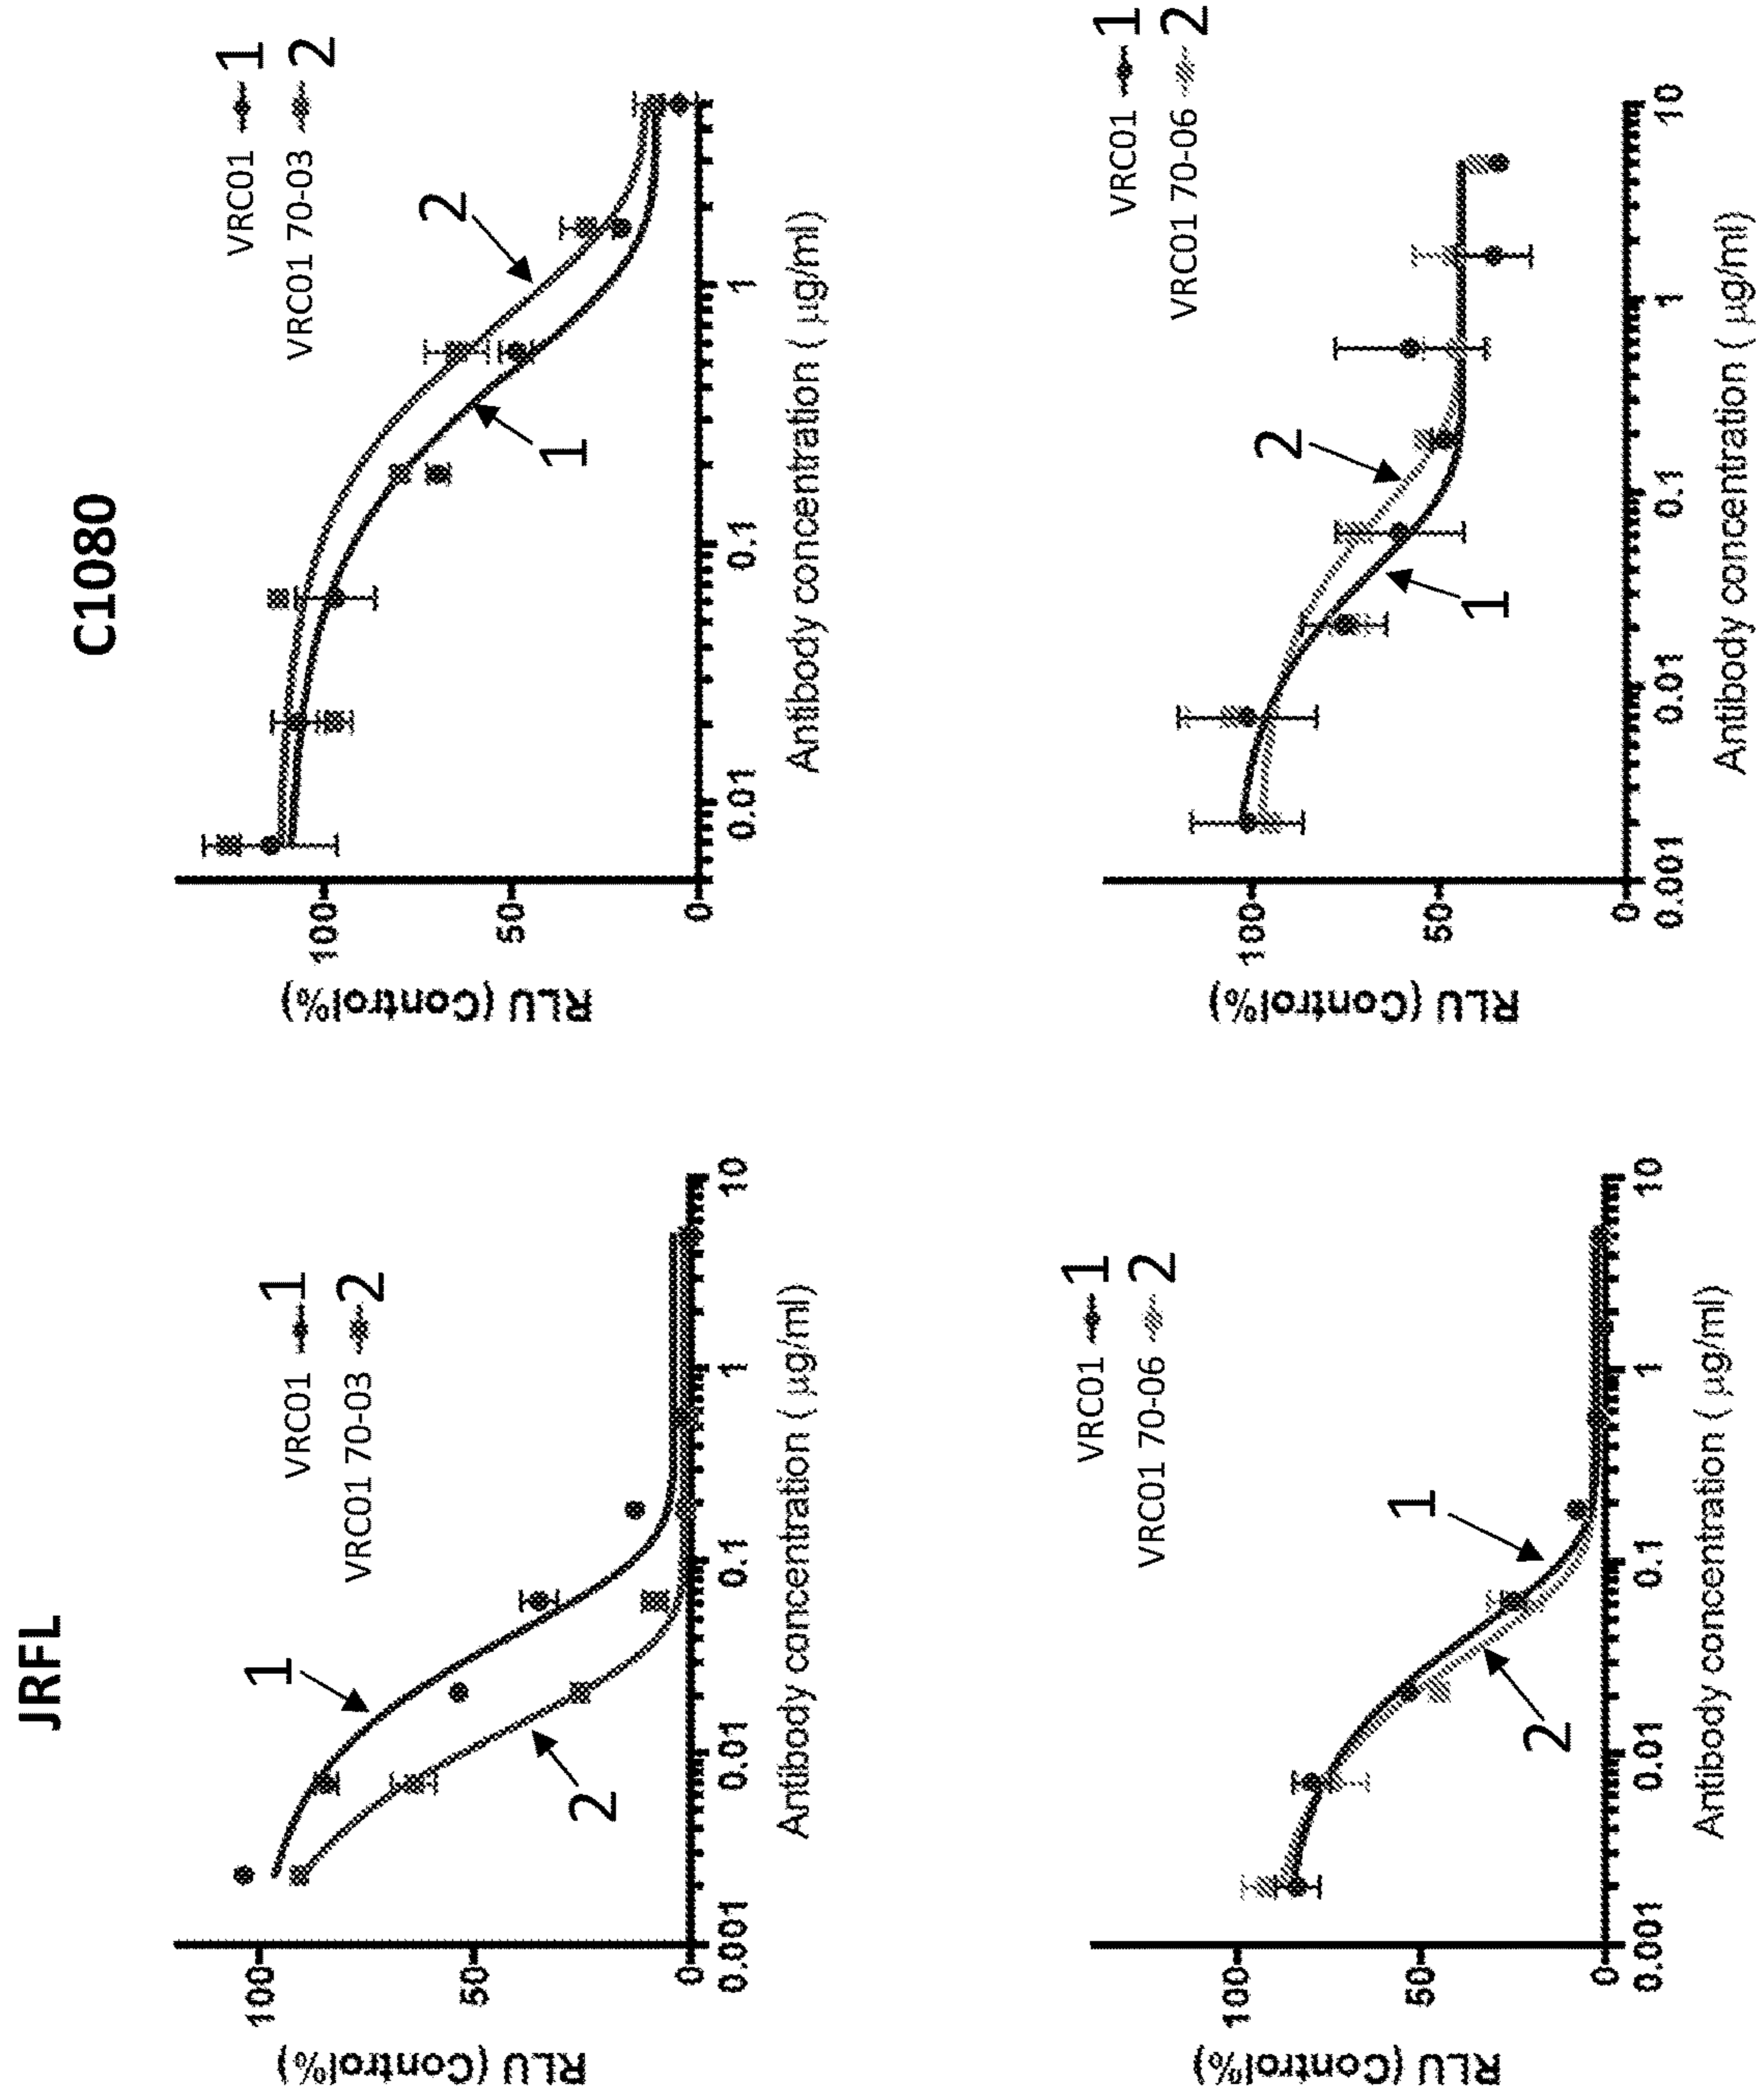 JRFL
VRC01 1
VRC01 70-03 2
1
2
RLU (Control%)
100
50
0
0.001
0.01
0.1
1
10
Antibody concentration ( µg/ml)
C1080
VRC01 1
VRC01 70-03 2
2
1
RLU (Control%)
100
50
0
0.01
0.1
1
Antibody concentration ( µg/ml)
VRC01 1
VRC01 70-06 2
1
2
RLU (Control%)
100
50
0
0.001
0.01
0.1
1
10
Antibody concentration ( µg/ml)
VRC01 1
VRC01 70-06 2
2
1
RLU (Control%)
100
50
0
0.001
0.01
0.1
1
10
Antibody concentration ( µg/ml)